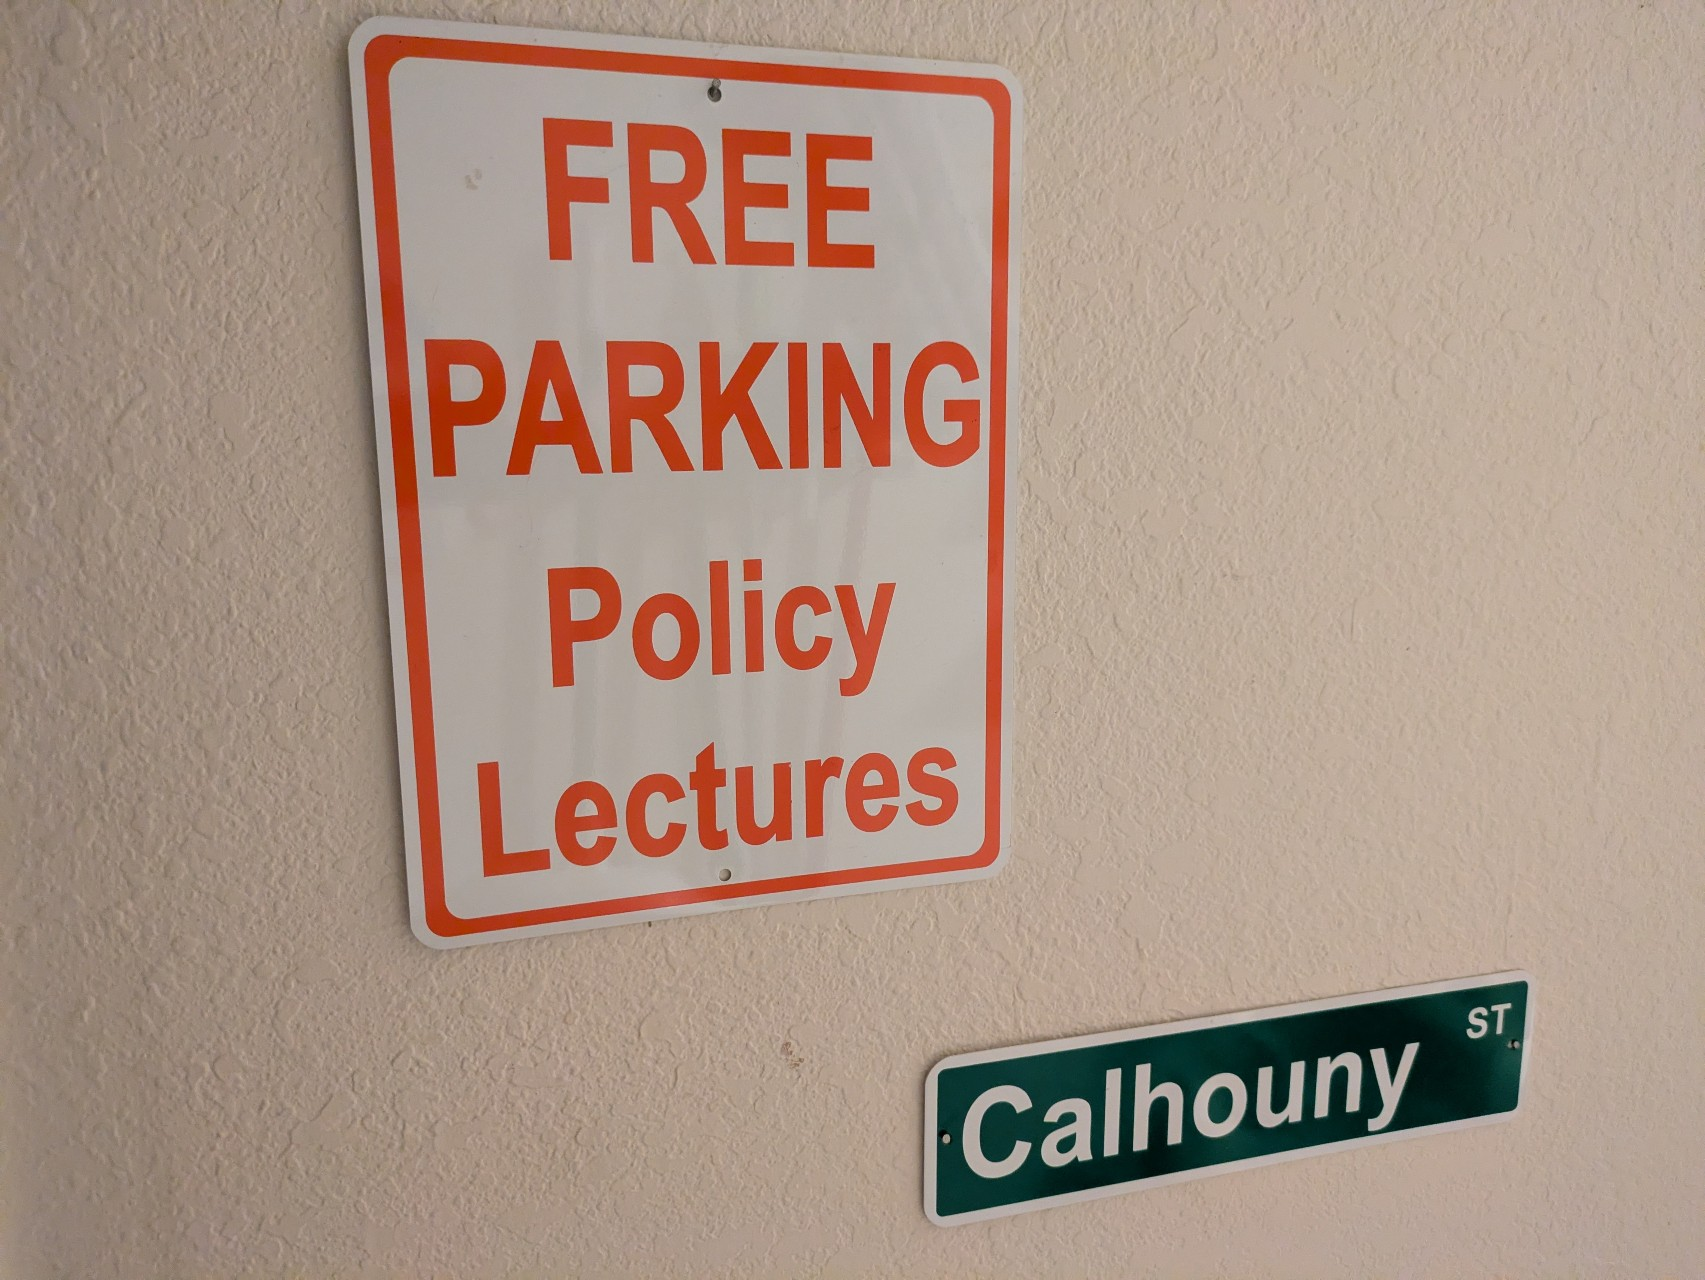 FREE
PARKING
Policy
Lectures
Calhouny ST